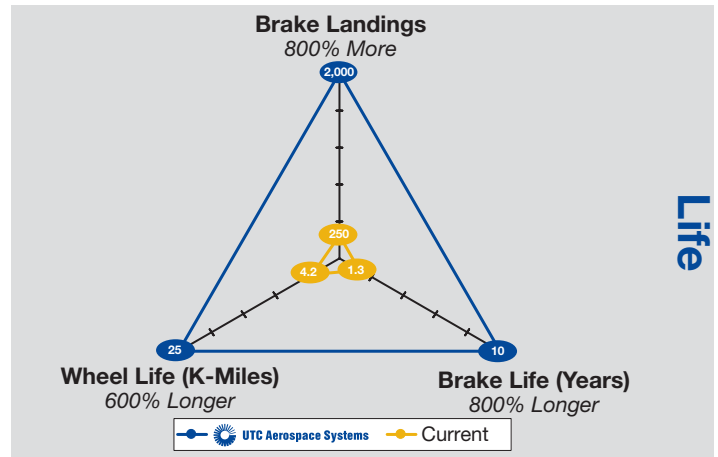 Brake Landings
800% More
2,000
250
4.2
1.3
25
10
Wheel Life (K-Miles)
600% Longer
Brake Life (Years)
800% Longer
Life
UTC Aerospace Systems
Current